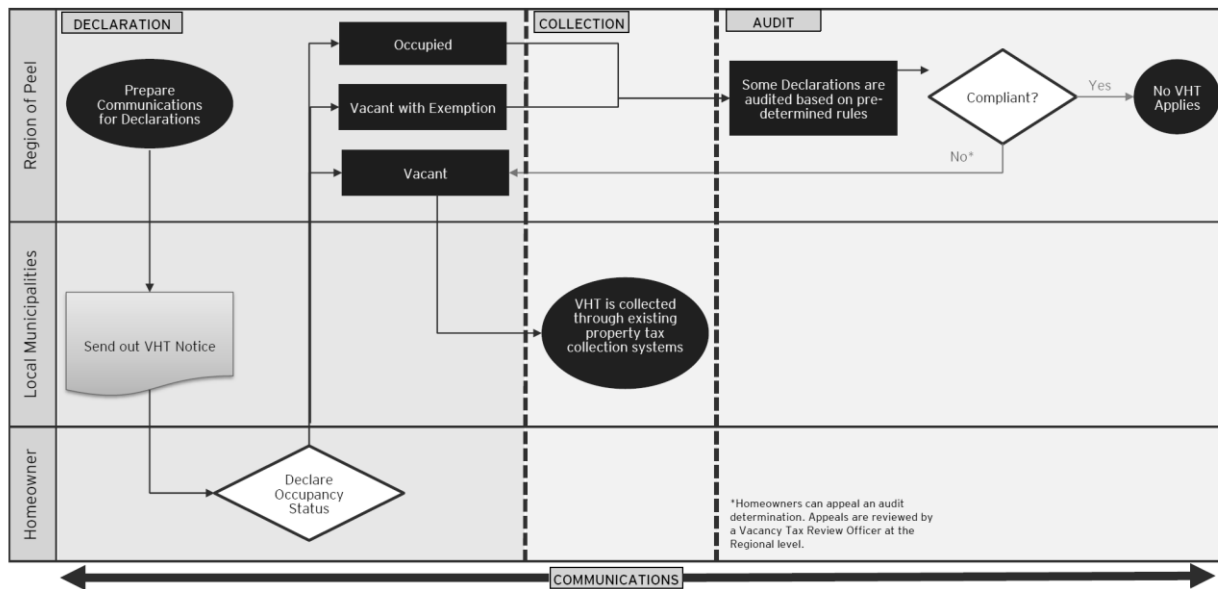 DECLARATION
COLLECTION
AUDIT
Region of Peel
Prepare
Communications
for Declarations
Occupied
Vacant with Exemption
Vacant
Some Declarations are
audited based on pre-
determined rules
Compliant?
Yes
No VHT
Applies
No*
Local Municipalities
Send out VHT Notice
VHT is collected
through existing
property tax
collection systems
Homeowner
Declare
Occupancy
Status
*Homeowners can appeal an audit
determination. Appeals are reviewed by
a Vacancy Tax Review Officer at the
Regional level.
COMMUNICATIONS